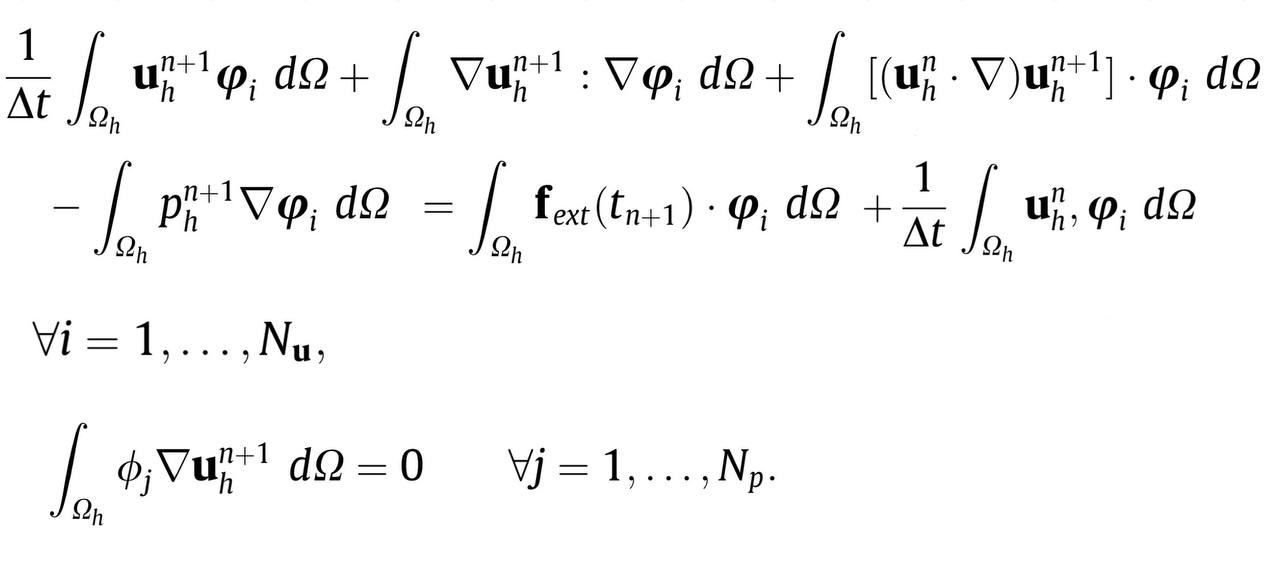 \frac{1}{\Delta t} \int_{\Omega_h} \mathbf{u}_h^{n+1} \boldsymbol{\varphi}_i \, d\Omega + \int_{\Omega_h} \nabla \mathbf{u}_h^{n+1} : \nabla \boldsymbol{\varphi}_i \, d\Omega + \int_{\Omega_h} [(\mathbf{u}_h^n \cdot \nabla) \mathbf{u}_h^{n+1}] \cdot \boldsymbol{\varphi}_i \, d\Omega
- \int_{\Omega_h} p_h^{n+1} \nabla \boldsymbol{\varphi}_i \, d\Omega = \int_{\Omega_h} \mathbf{f}_{ext}(t_{n+1}) \cdot \boldsymbol{\varphi}_i \, d\Omega + \frac{1}{\Delta t} \int_{\Omega_h} \mathbf{u}_h^n, \boldsymbol{\varphi}_i \, d\Omega
\forall i = 1, \ldots, N_{\mathbf{u}},
\int_{\Omega_h} \phi_j \nabla \mathbf{u}_h^{n+1} \, d\Omega = 0 \quad \forall j = 1, \ldots, N_p.